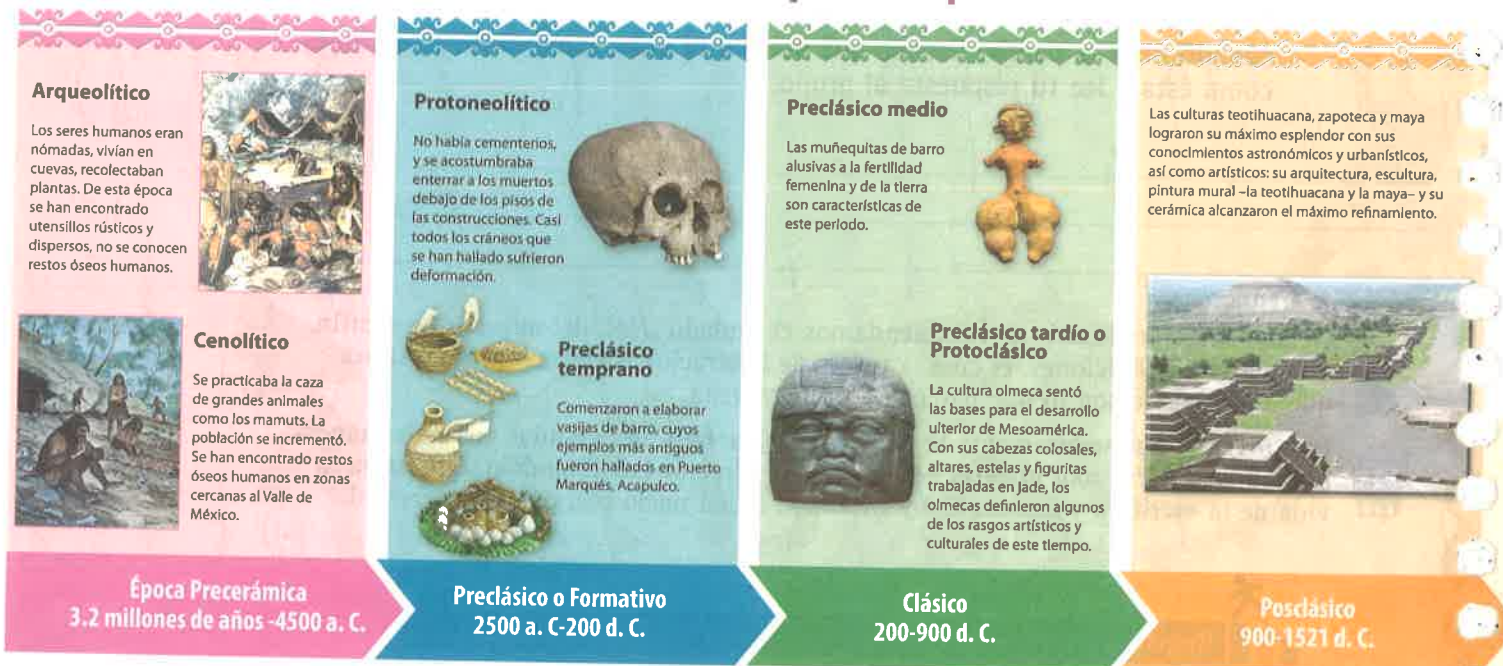 Arqueolítico
Los seres humanos eran
nómadas, vivían en
cuevas, recolectaban
plantas. De esta época
se han encontrado
utensillos rústicos y
dispersos, no se conocen
restos óseos humanos.
Cenolítico
Se practicaba la caza
de grandes animales
como los mamuts. La
población se incrementó.
Se han encontrado restos
óseos humanos en zonas
cercanas al Valle de
México.
Época Precerámica
3.2 millones de años -4500 a. C.
Protoneolítico
No había cementerios,
y se acostumbraba
enterrar a los muertos
debajo de los pisos de
las construcciones. Casi
todos los cráneos que
se han hallado sufrieron
deformación.
Preclásico
temprano
Comenzaron a elaborar
vasijas de barro, cuyos
ejemplos más antiguos
fueron hallados en Puerto
Marqués, Acapulco.
Preclásico o Formativo
2500 a. C-200 d. C.
Preclásico medio
Las muñequitas de barro
alusivas a la fertilidad
femenina y de la tierra
son características de
este periodo.
Preclásico tardío o
Protoclásico
La cultura olmeca sentó
las bases para el desarrollo
ulterior de Mesoamérica.
Con sus cabezas colosales,
altares, estelas y figuritas
trabajadas en jade, los
olmecas definieron algunos
de los rasgos artísticos y
culturales de este tiempo.
Clásico
200-900 d. C.
Las culturas teotihuacana, zapoteca y maya
lograron su máximo esplendor con sus
conocimientos astronómicos y urbanísticos,
así como artísticos: su arquitectura, escultura,
pintura mural –la teotihuacana y la maya– y su
cerámica alcanzaron el máximo refinamiento.
Posclásico
900-1521 d. C.